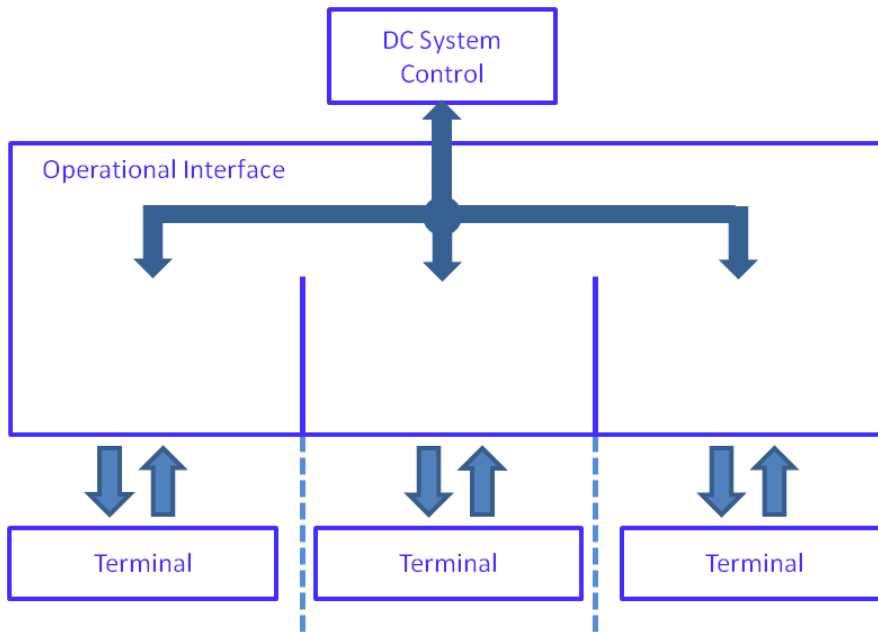 DC System
Control
Operational Interface
Terminal
Terminal
Terminal